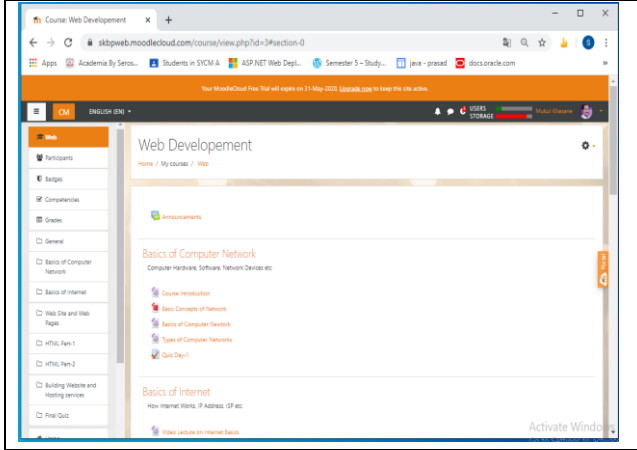 Course: Web Developement
skbpweb.moodlecloud.com/course/view.php?id=3#section-0
Apps Academia By Seros... Students in SYCM A ASP.NET Web Depl... Semester 5 – Study... java - prasad docs.oracle.com
Your MoodleCloud Free Trial will expire on 31-May-2020. Upgrade now to keep this site active.
CM ENGLISH (EN) USERS STORAGE Mukul Khasane
Web
Participants
Badges
Competencies
Grades
General
Basics of Computer
Network
Basics of Internet
Web Site and Web
Pages
HTML Part-1
HTML Part-2
Building Website and
Hosting services
Final Quiz
Home
Web Developement
Home / My courses / Web
Announcements
Basics of Computer Network
Computer Hardware, Software, Network Devices etc
Course Introduction
Basic Concepts of Network
Basics of Computer Newtork
Types of Computer Networks
Quiz Day-1
Basics of Internet
How Internet Works, IP Address, ISP etc
Video Lecture on Internet Basics
Activate Windows